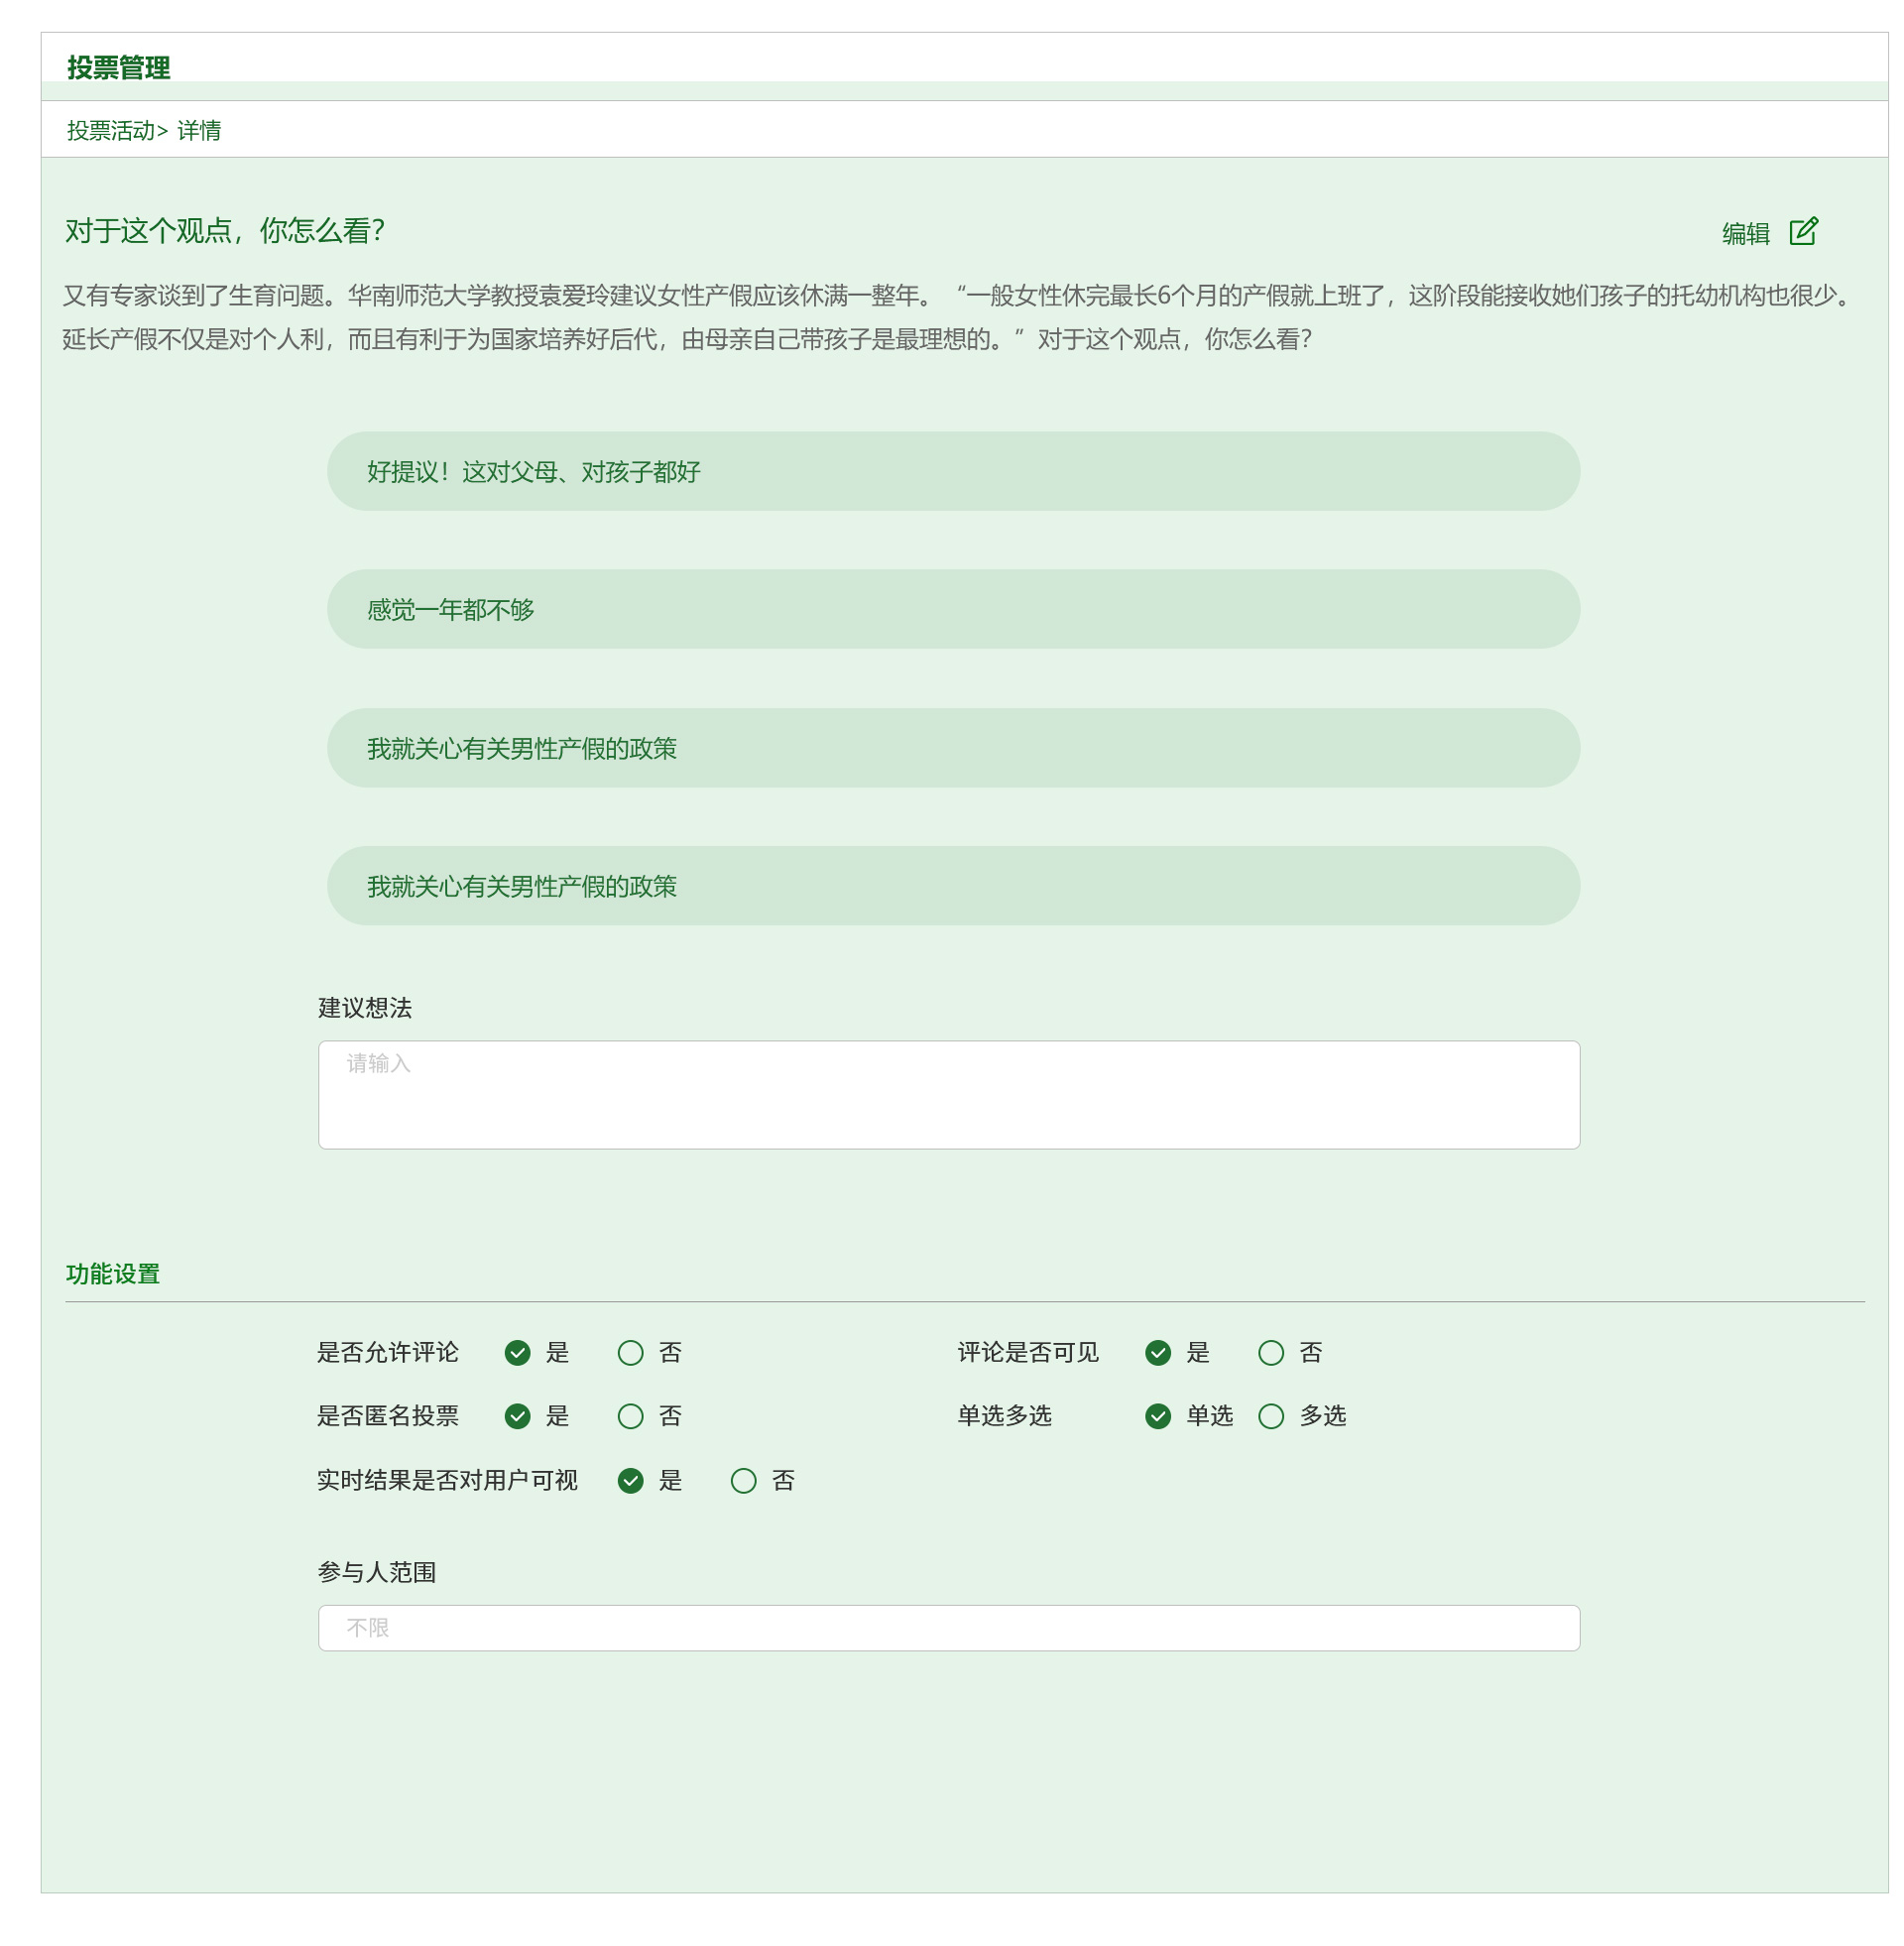 投票管理
投票活动> 详情
对于这个观点，你怎么看？
编辑
又有专家谈到了生育问题。华南师范大学教授袁爱玲建议女性产假应该休满一整年。“一般女性休完最长6个月的产假就上班了，这阶段能接收她们孩子的托幼机构也很少。
延长产假不仅是对个人利，而且有利于为国家培养好后代，由母亲自己带孩子是最理想的。”对于这个观点，你怎么看？
好提议！这对父母、对孩子都好
感觉一年都不够
我就关心有关男性产假的政策
我就关心有关男性产假的政策
建议想法
请输入
功能设置
是否允许评论 是 否 评论是否可见 是 否
是否匿名投票 是 否 单选多选 单选 多选
实时结果是否对用户可视 是 否
参与人范围
不限